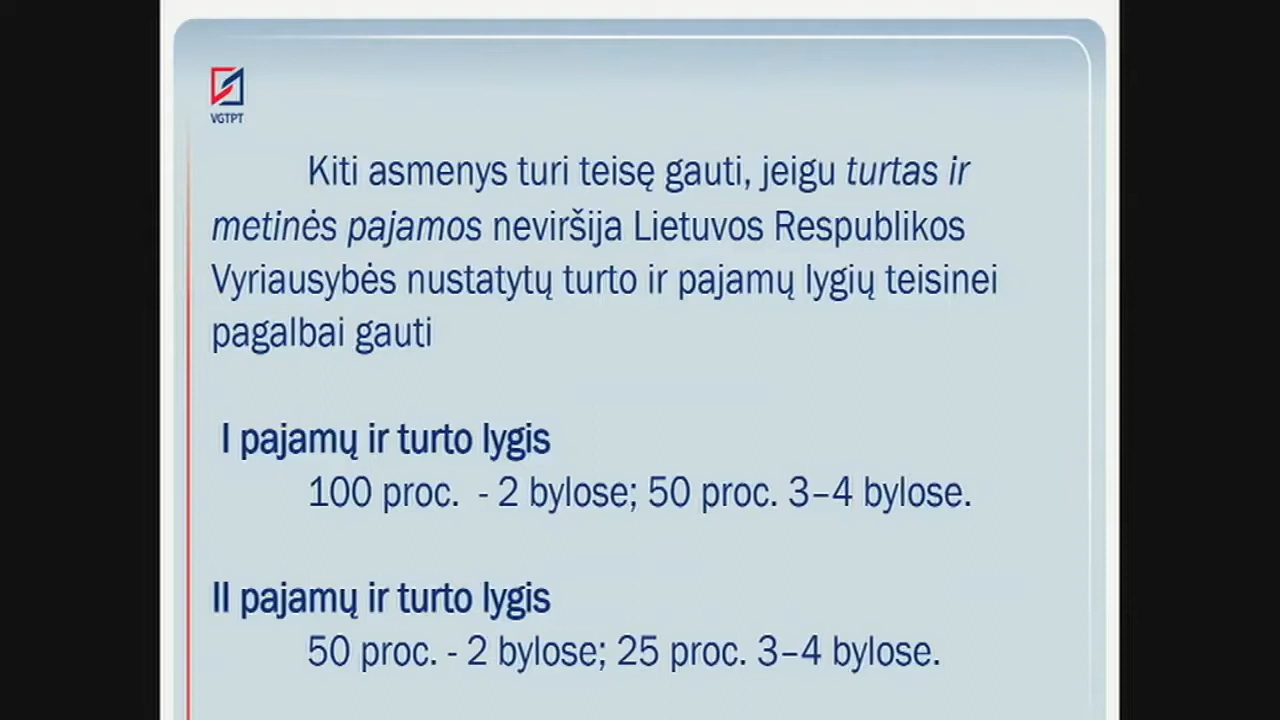 VGTPT
Kiti asmenys turi teisę gauti, jeigu turtas ir
metinės pajamos neviršija Lietuvos Respublikos
Vyriausybės nustatytų turto ir pajamų lygių teisinei
pagalbai gauti
I pajamų ir turto lygis
100 proc. - 2 bylose; 50 proc. 3–4 bylose.
II pajamų ir turto lygis
50 proc. - 2 bylose; 25 proc. 3–4 bylose.